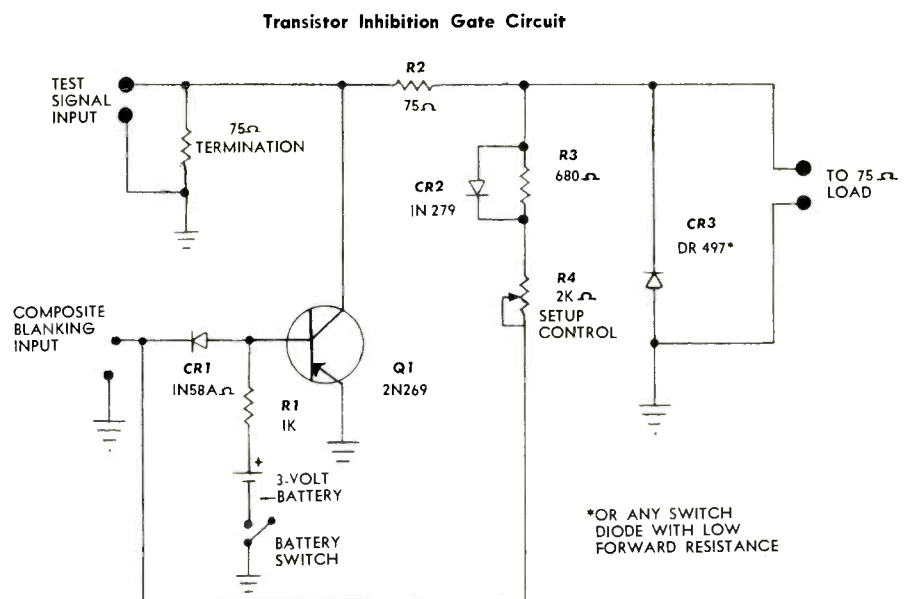 Transistor Inhibition Gate Circuit
TEST
SIGNAL
INPUT
75Ω
TERMINATION
R2
75Ω
CR2
IN 279
R3
680Ω
R4
2K Ω
SETUP
CONTROL
CR3
DR 497*
TO 75 Ω
LOAD
COMPOSITE
BLANKING
INPUT
CR1
IN58AΩ
R1
1K
Q1
2N269
+
3-VOLT
BATTERY
BATTERY
SWITCH
*OR ANY SWITCH
DIODE WITH LOW
FORWARD RESISTANCE